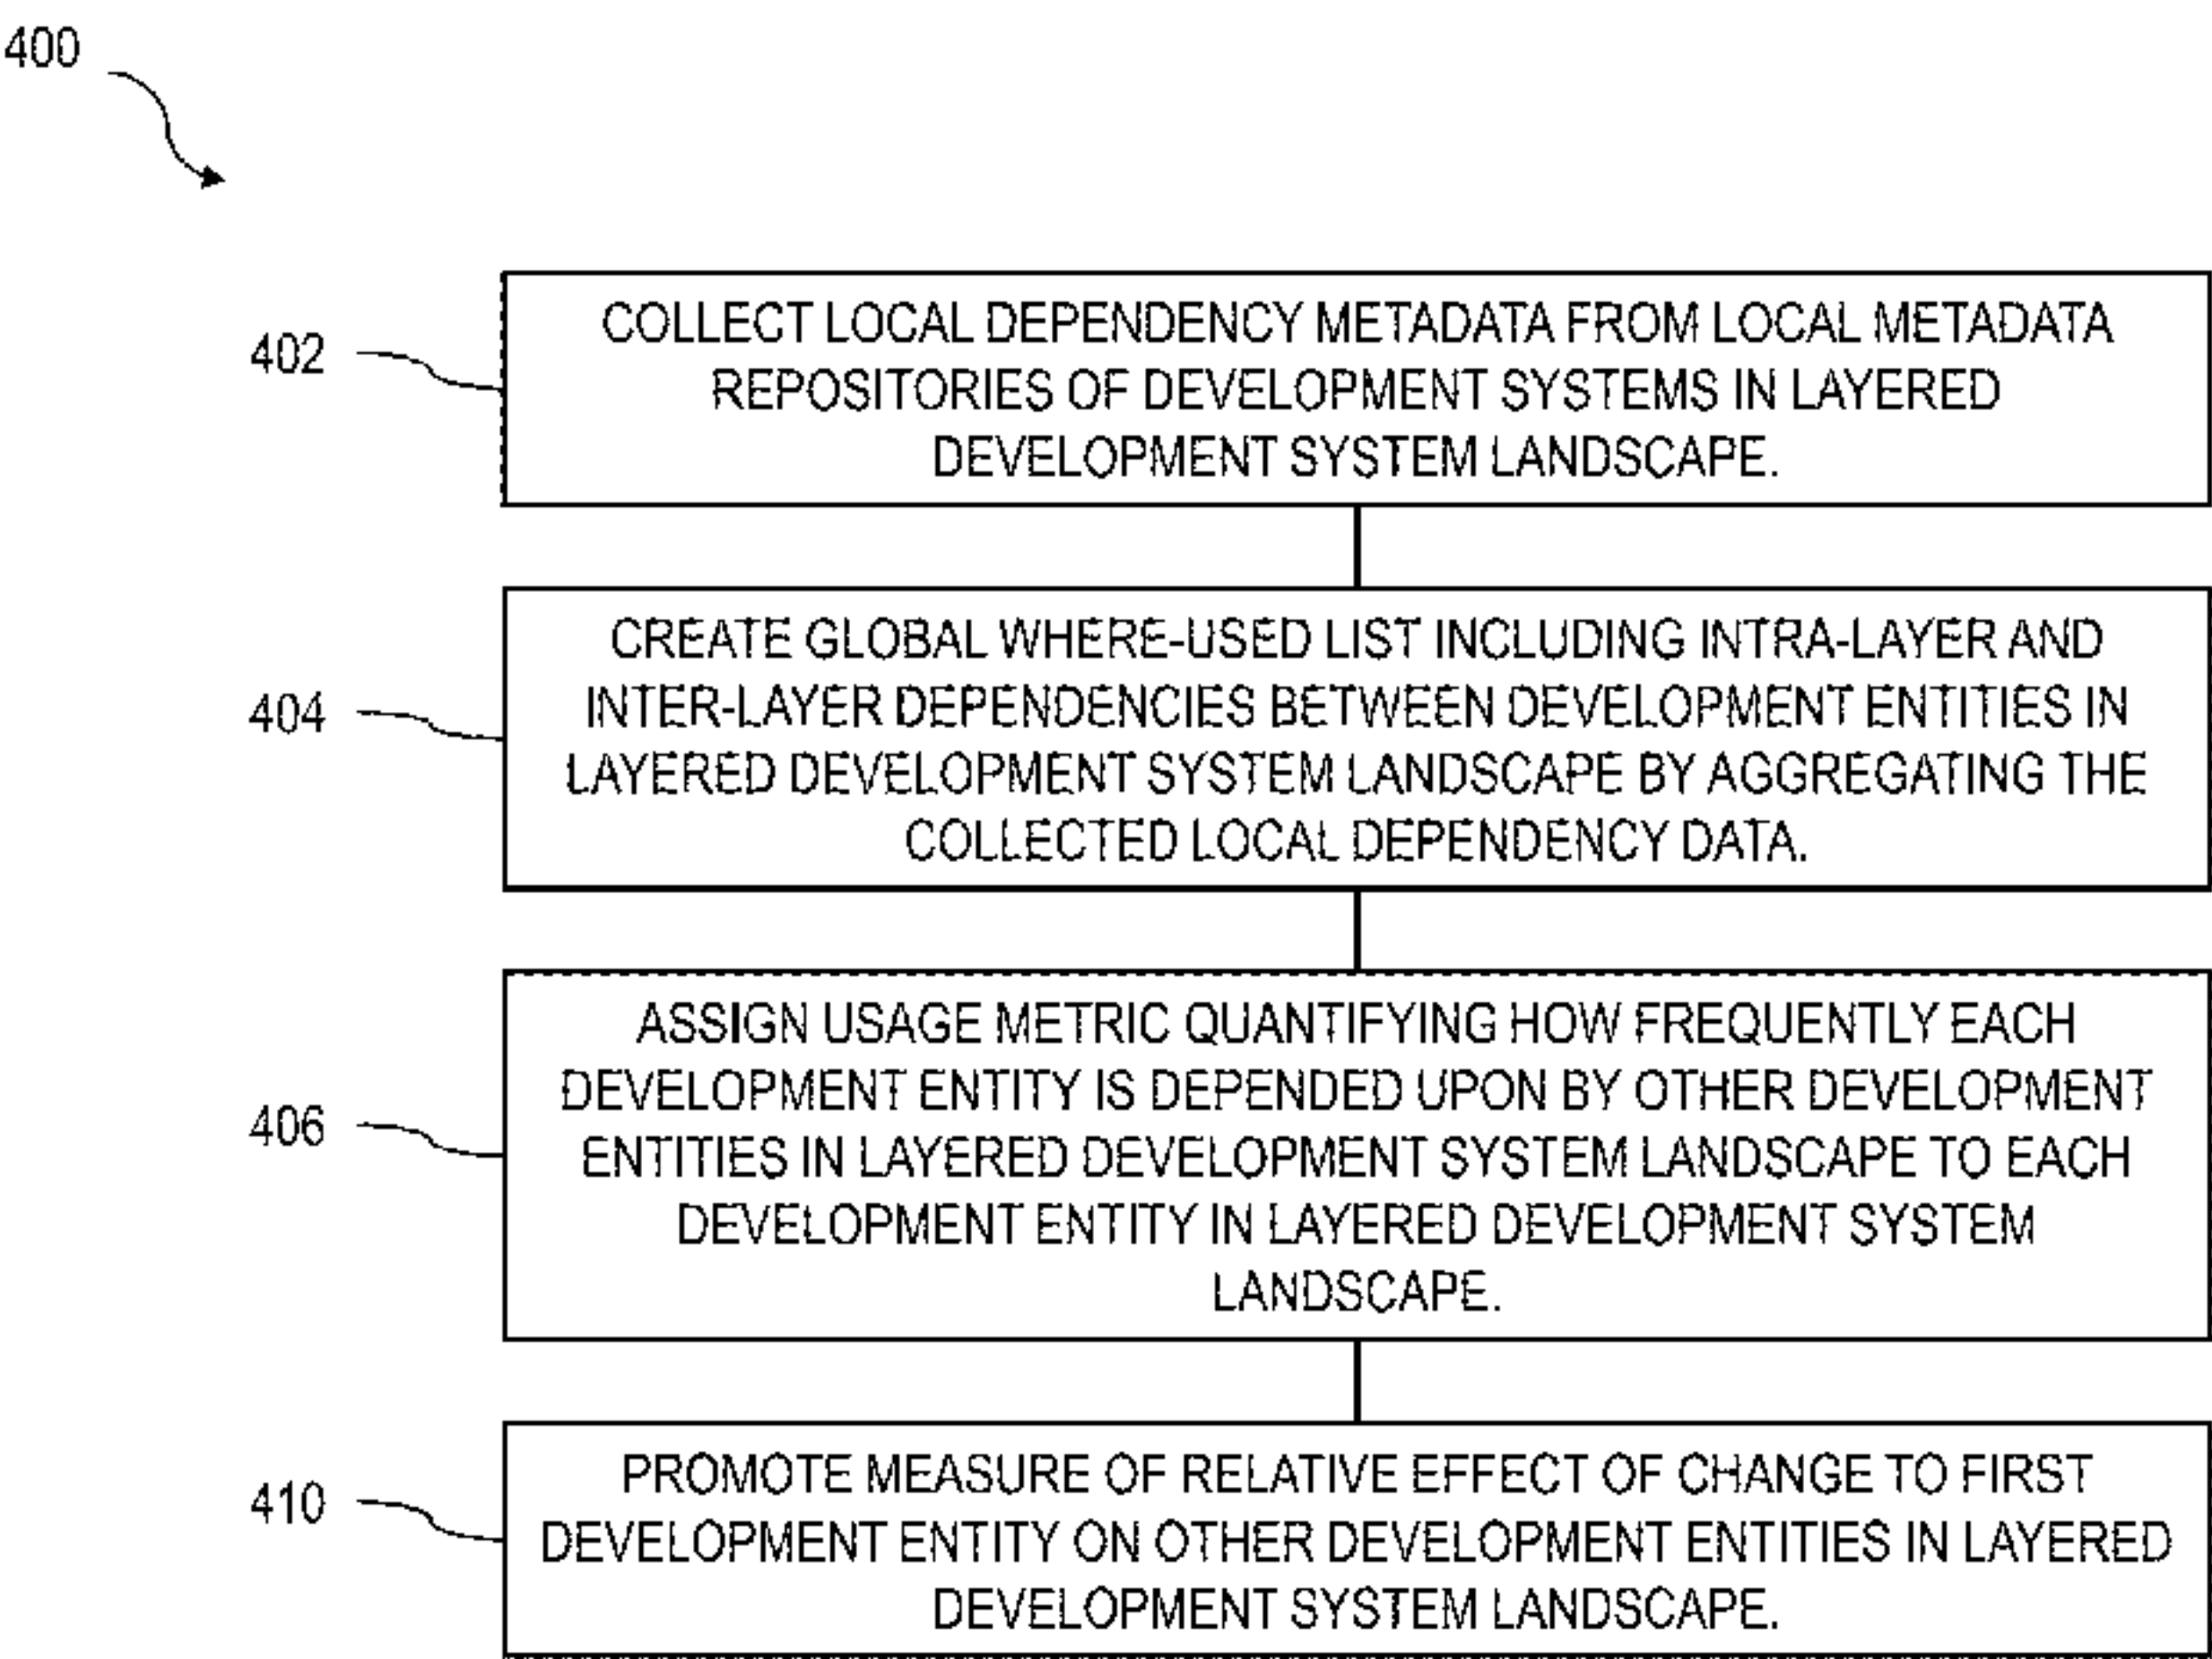 400
402
COLLECT LOCAL DEPENDENCY METADATA FROM LOCAL METADATA
REPOSITORIES OF DEVELOPMENT SYSTEMS IN LAYERED
DEVELOPMENT SYSTEM LANDSCAPE.
404
CREATE GLOBAL WHERE-USED LIST INCLUDING INTRA-LAYER AND
INTER-LAYER DEPENDENCIES BETWEEN DEVELOPMENT ENTITIES IN
LAYERED DEVELOPMENT SYSTEM LANDSCAPE BY AGGREGATING THE
COLLECTED LOCAL DEPENDENCY DATA.
406
ASSIGN USAGE METRIC QUANTIFYING HOW FREQUENTLY EACH
DEVELOPMENT ENTITY IS DEPENDED UPON BY OTHER DEVELOPMENT
ENTITIES IN LAYERED DEVELOPMENT SYSTEM LANDSCAPE TO EACH
DEVELOPMENT ENTITY IN LAYERED DEVELOPMENT SYSTEM
LANDSCAPE.
410
PROMOTE MEASURE OF RELATIVE EFFECT OF CHANGE TO FIRST
DEVELOPMENT ENTITY ON OTHER DEVELOPMENT ENTITIES IN LAYERED
DEVELOPMENT SYSTEM LANDSCAPE.